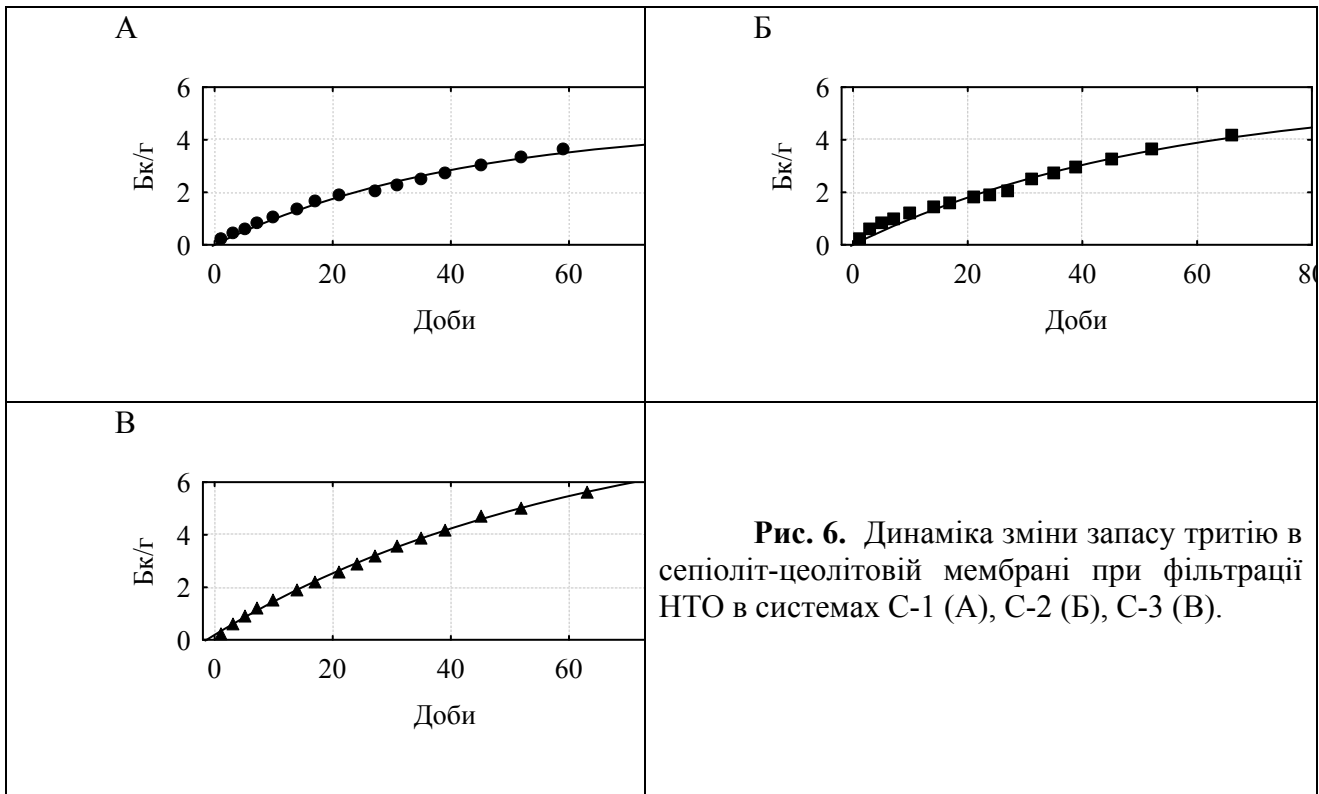 А
6
4
2
0
Бк/г
0 20 40 60
Доби
Б
6
4
2
0
Бк/г
0 20 40 60 80
Доби
В
6
4
2
0
Бк/г
0 20 40 60
Доби
Рис. 6. Динаміка зміни запасу тритію в
сепіоліт-цеолітовій мембрані при фільтрації
НТО в системах С-1 (А), С-2 (Б), С-3 (В).